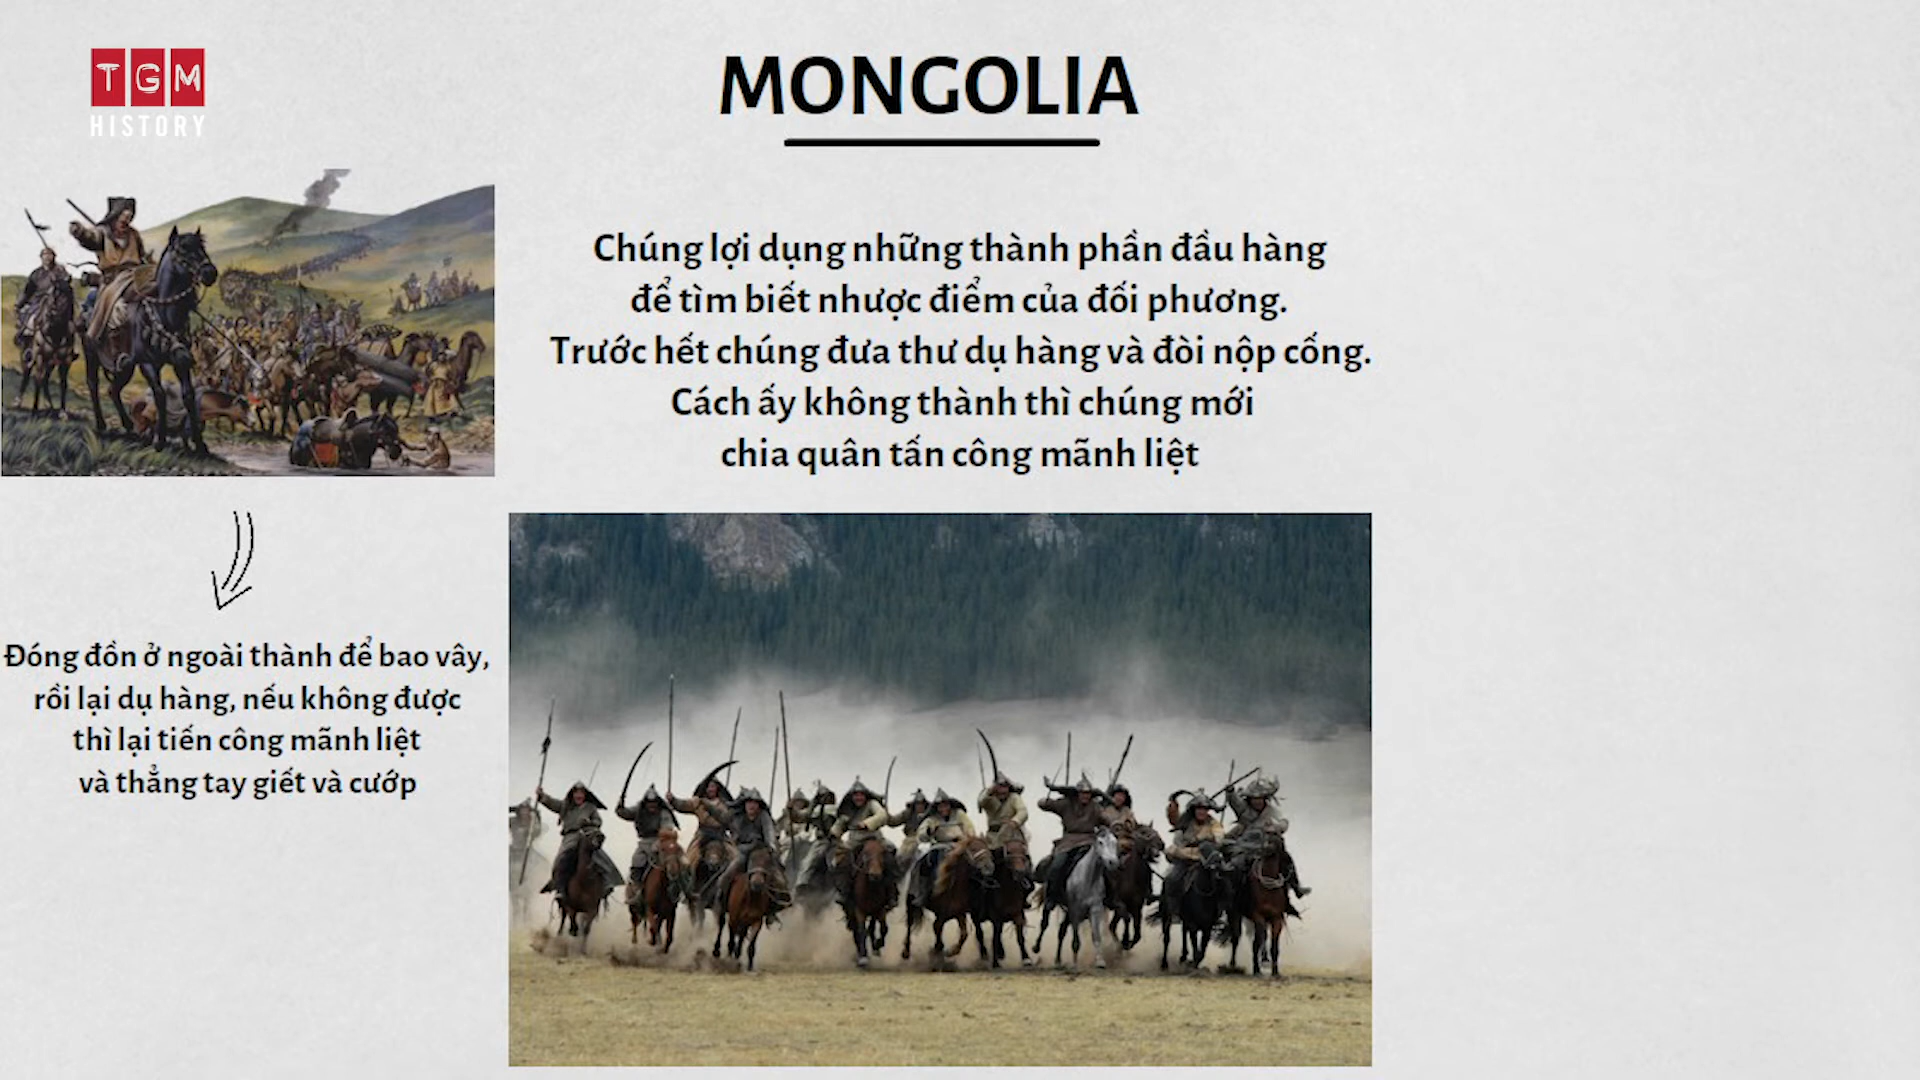 TGM
HISTORY
MONGOLIA
Chúng lợi dụng những thành phần đầu hàng
để tìm biết nhược điểm của đối phương.
Trước hết chúng đưa thư dụ hàng và đòi nộp cống.
Cách ấy không thành thì chúng mới
chia quân tấn công mãnh liệt
Đóng đồn ở ngoài thành để bao vây,
rồi lại dụ hàng, nếu không được
thì lại tiến công mãnh liệt
và thẳng tay giết và cướp